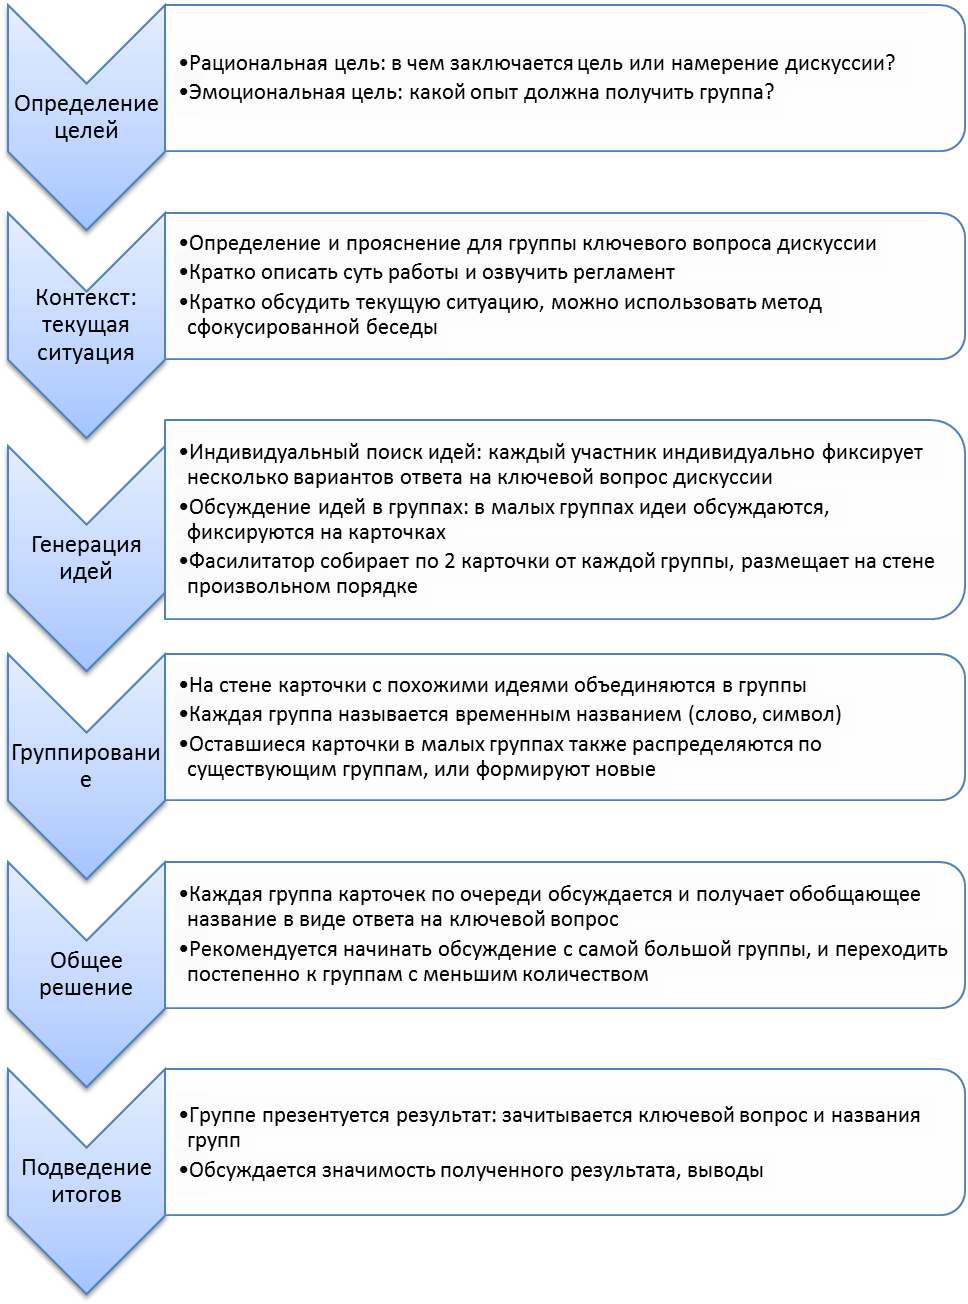 Определение
целей
•Рациональная цель: в чем заключается цель или намерение дискуссии?
•Эмоциональная цель: какой опыт должна получить группа?
Контекст:
текущая
ситуация
•Определение и прояснение для группы ключевого вопроса дискуссии
•Кратко описать суть работы и озвучить регламент
•Кратко обсудить текущую ситуацию, можно использовать метод
сфокусированной беседы
Генерация
идей
•Индивидуальный поиск идей: каждый участник индивидуально фиксирует
несколько вариантов ответа на ключевой вопрос дискуссии
•Обсуждение идей в группах: в малых группах идеи обсуждаются,
фиксируются на карточках
•Фасилитатор собирает по 2 карточки от каждой группы, размещает на стене
произвольном порядке
Группировани
е
•На стене карточки с похожими идеями объединяются в группы
•Каждая группа называется временным названием (слово, символ)
•Оставшиеся карточки в малых группах также распределяются по
существующим группам, или формируют новые
Общее
решение
•Каждая группа карточек по очереди обсуждается и получает обобщающее
название в виде ответа на ключевой вопрос
•Рекомендуется начинать обсуждение с самой большой группы, и переходить
постепенно к группам с меньшим количеством
Подведение
итогов
•Группе презентуется результат: зачитывается ключевой вопрос и названия
групп
•Обсуждается значимость полученного результата, выводы